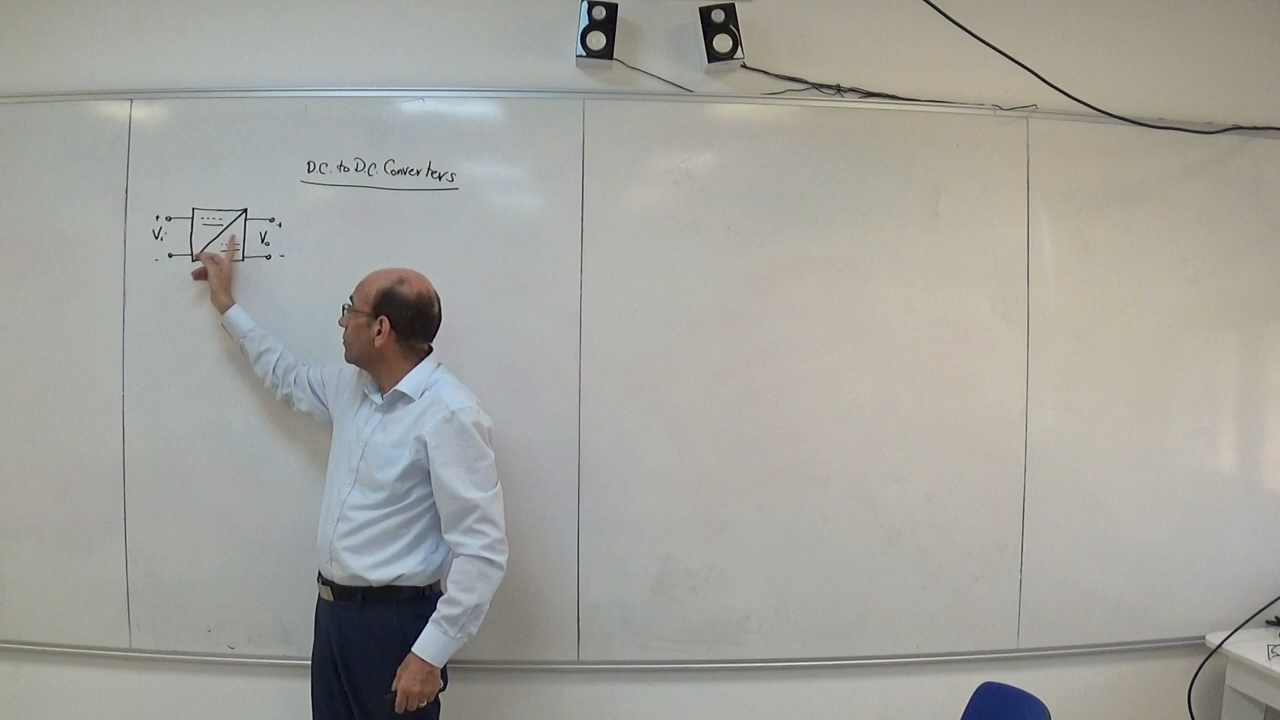 D.C. to D.C. Converters
+ +
Vi Vo
- -